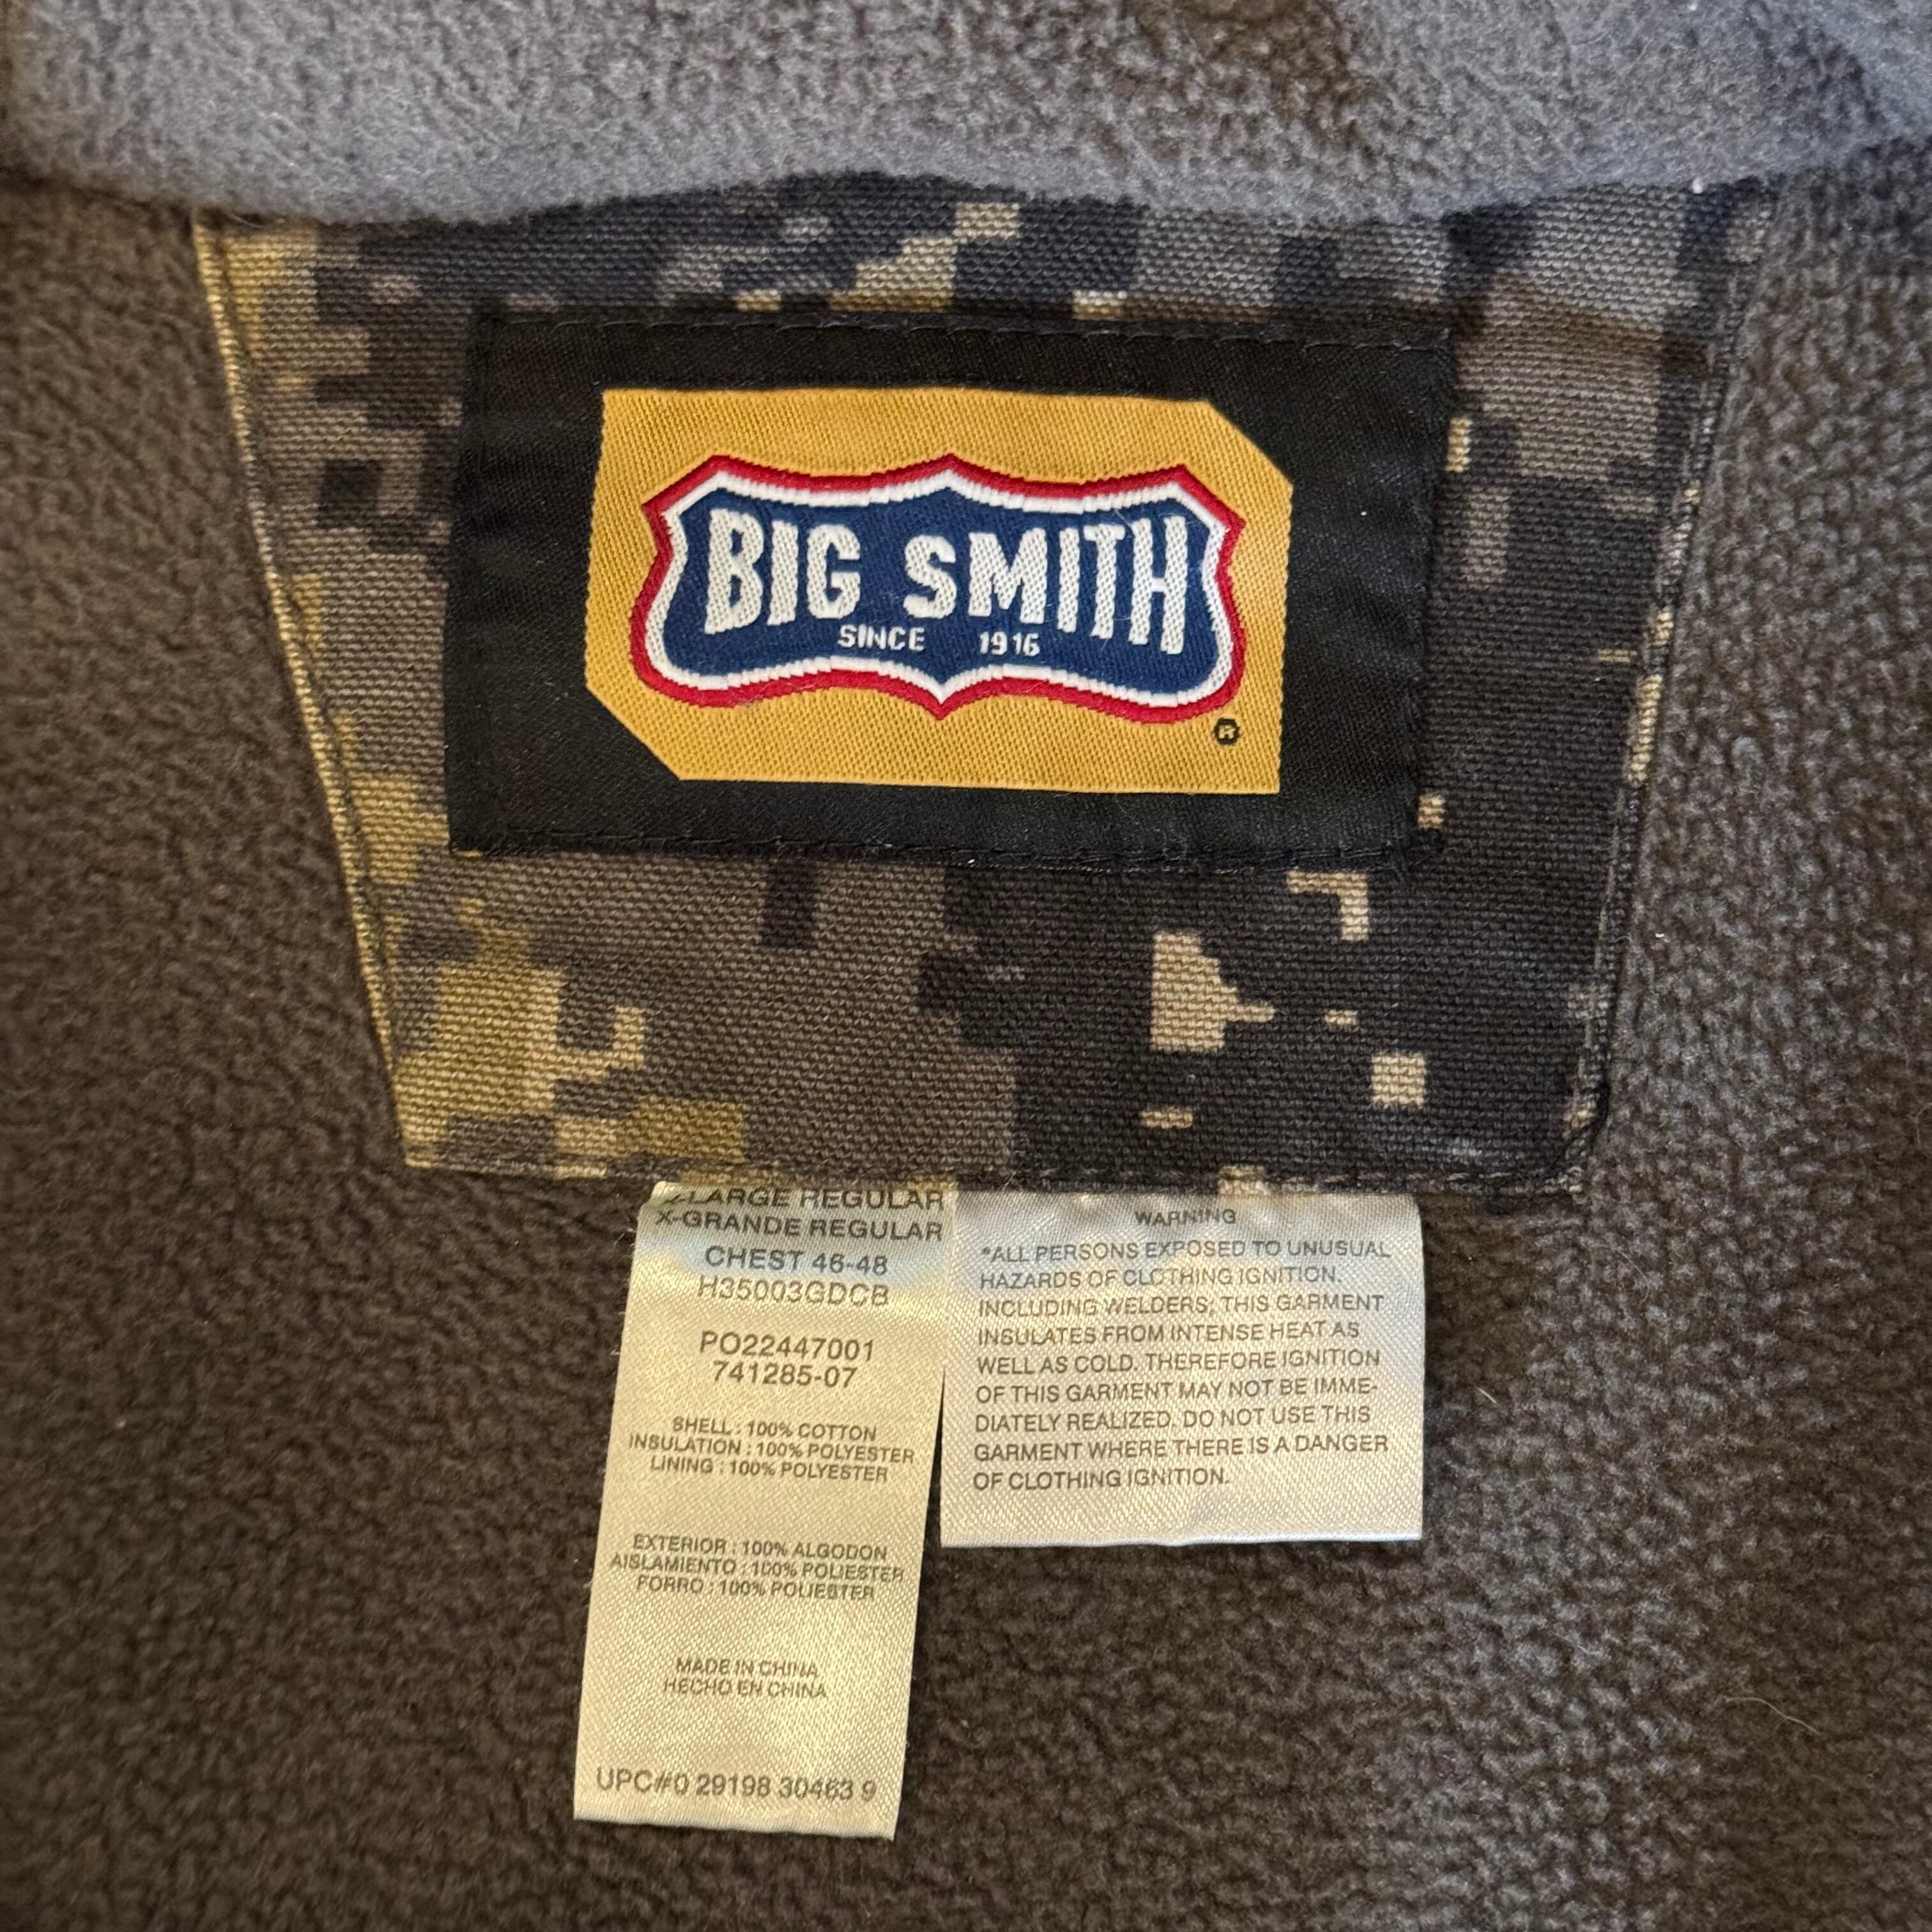 BIG SMITH
SINCE 1916
®
X-LARGE REGULAR
X-GRANDE REGULAR
CHEST 46-48
H35003GDCB
PO22447001
741285-07
SHELL : 100% COTTON
INSULATION : 100% POLYESTER
LINING : 100% POLYESTER
EXTERIOR : 100% ALGODON
AISLAMIENTO : 100% POLIESTER
FORRO : 100% POLIESTER
MADE IN CHINA
HECHO EN CHINA
UPC#0 29198 30463 9
WARNING
*ALL PERSONS EXPOSED TO UNUSUAL
HAZARDS OF CLOTHING IGNITION.
INCLUDING WELDERS; THIS GARMENT
INSULATES FROM INTENSE HEAT AS
WELL AS COLD. THEREFORE IGNITION
OF THIS GARMENT MAY NOT BE IMME-
DIATELY REALIZED. DO NOT USE THIS
GARMENT WHERE THERE IS A DANGER
OF CLOTHING IGNITION.